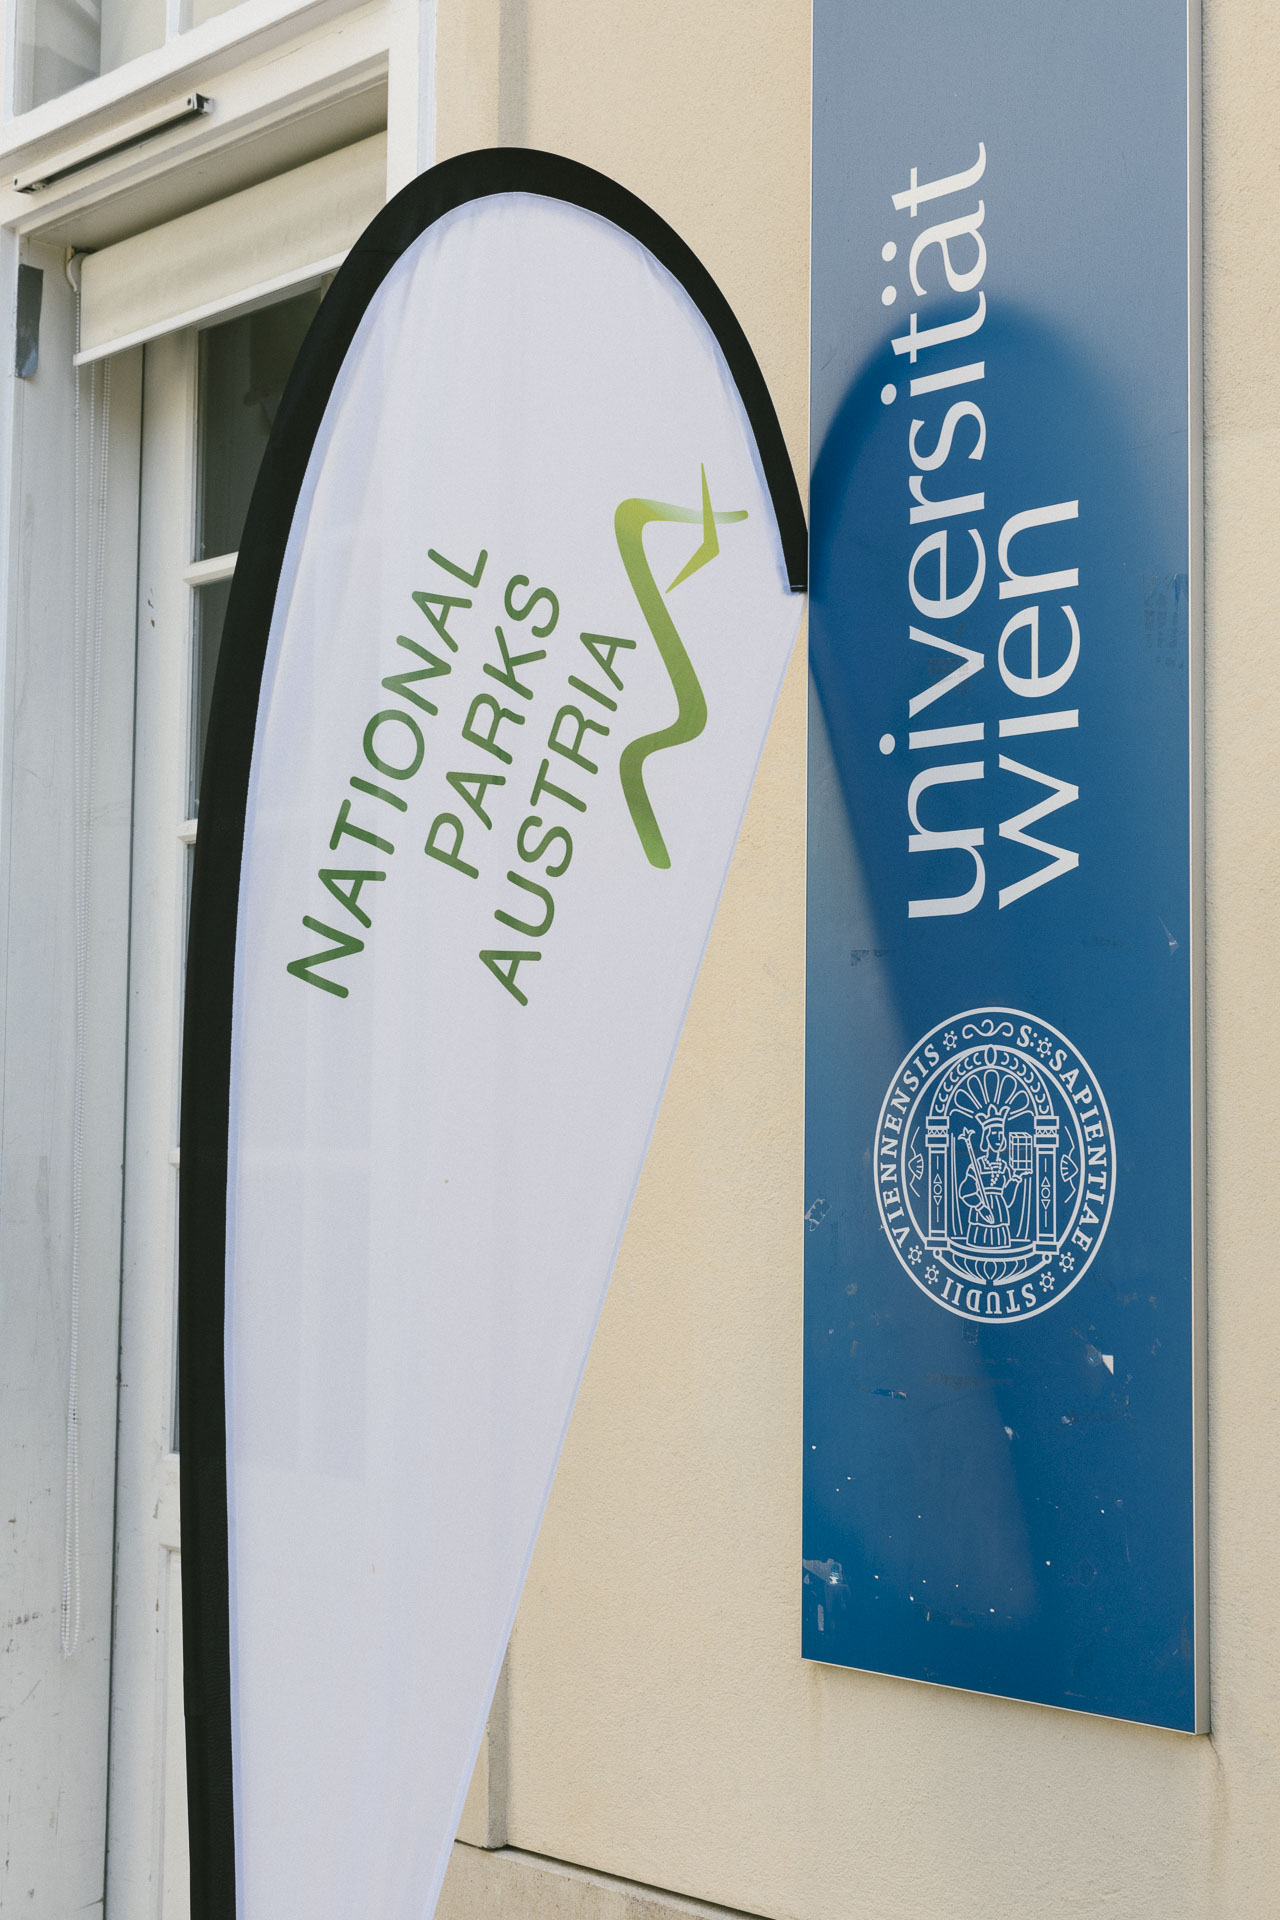 NATIONAL
PARKS
AUSTRIA
universität
wien
S: SAPIENTIAE STUDII VIENNENSIS